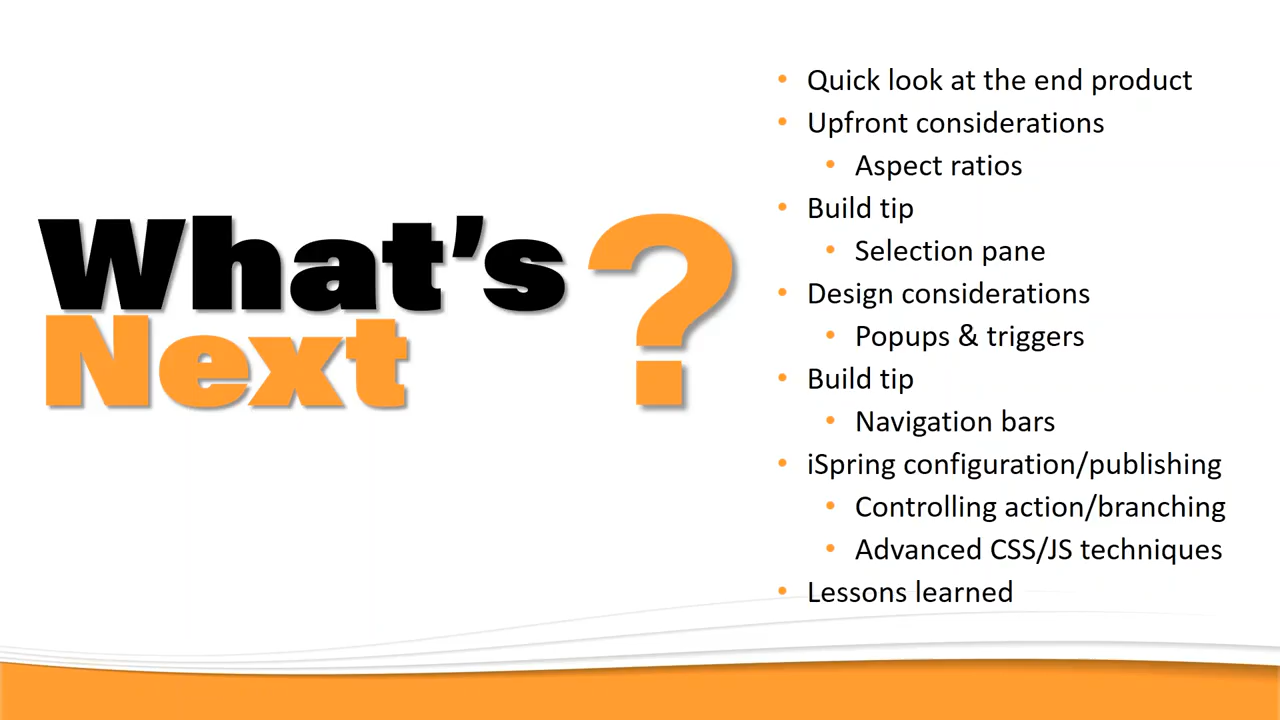 What's
Next ?
• Quick look at the end product
• Upfront considerations
• Aspect ratios
• Build tip
• Selection pane
• Design considerations
• Popups & triggers
• Build tip
• Navigation bars
• iSpring configuration/publishing
• Controlling action/branching
• Advanced CSS/JS techniques
• Lessons learned